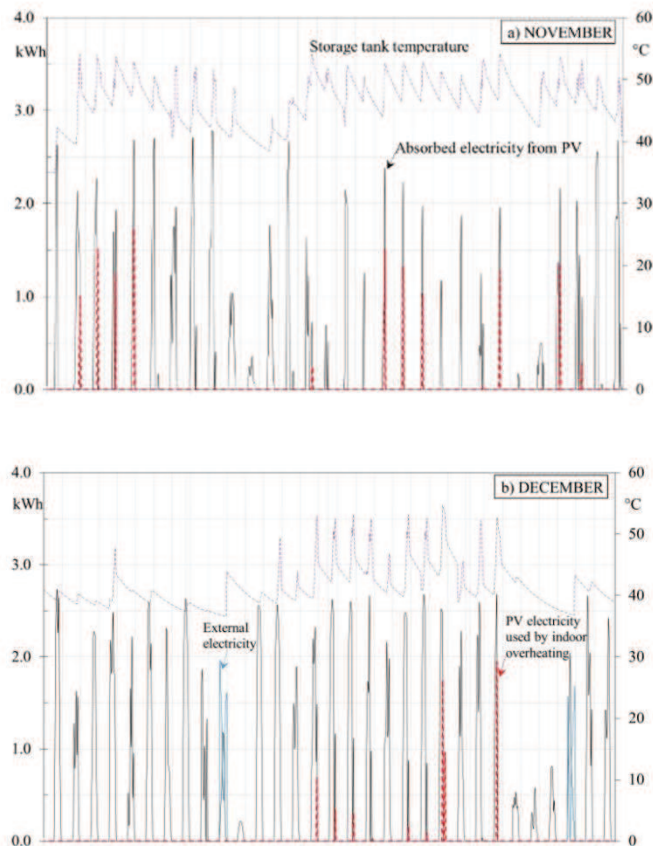 4.0
kWh
3.0
2.0
1.0
0.0
a) NOVEMBER
Storage tank temperature
Absorbed electricity from PV
60
°C
50
40
30
20
10
0
4.0
kWh
3.0
2.0
1.0
0.0
b) DECEMBER
External
electricity
PV electricity
used by indoor
overheating
60
°C
50
40
30
20
10
0